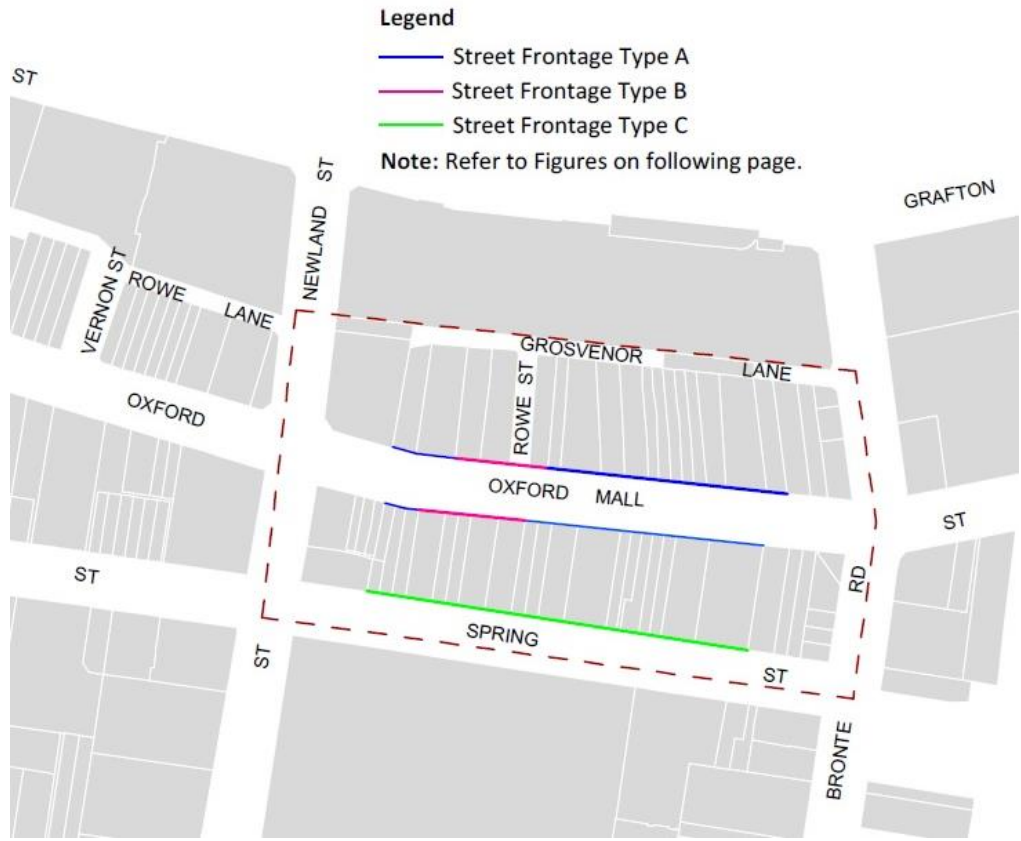 Legend
Street Frontage Type A
Street Frontage Type B
Street Frontage Type C
Note: Refer to Figures on following page.
ST
ST
NEWLAND
GRAFTON
VERNON ST
ROWE
LANE
GROSVENOR
LANE
ROWE ST
OXFORD
OXFORD MALL
ST
ST
RD
SPRING
ST
ST
BRONTE